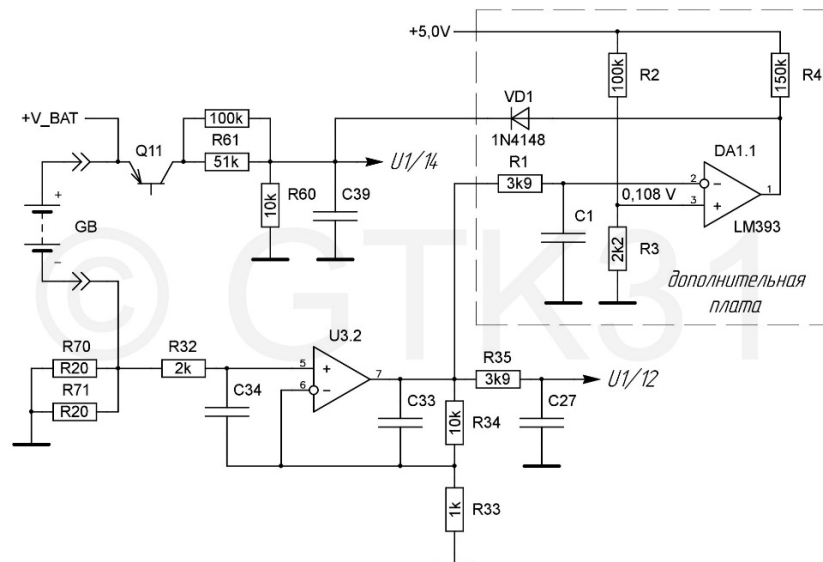 +5,0V
100k
R2
150k
R4
VD1
1N4148
+V_BAT
Q11
100k
R61
51k
U1/14
DA1.1
R1
3k9
2
0,108 V
3
+
1
LM393
10k
R60
C39
+
GB
C1
2k2
R3
дополнительная
плата
© GTK31
U3.2
R70
R20
R32
2k
R71
R20
C34
5
+
6
7
R35
3k9
U1/12
C33
10k
R34
C27
1k
R33